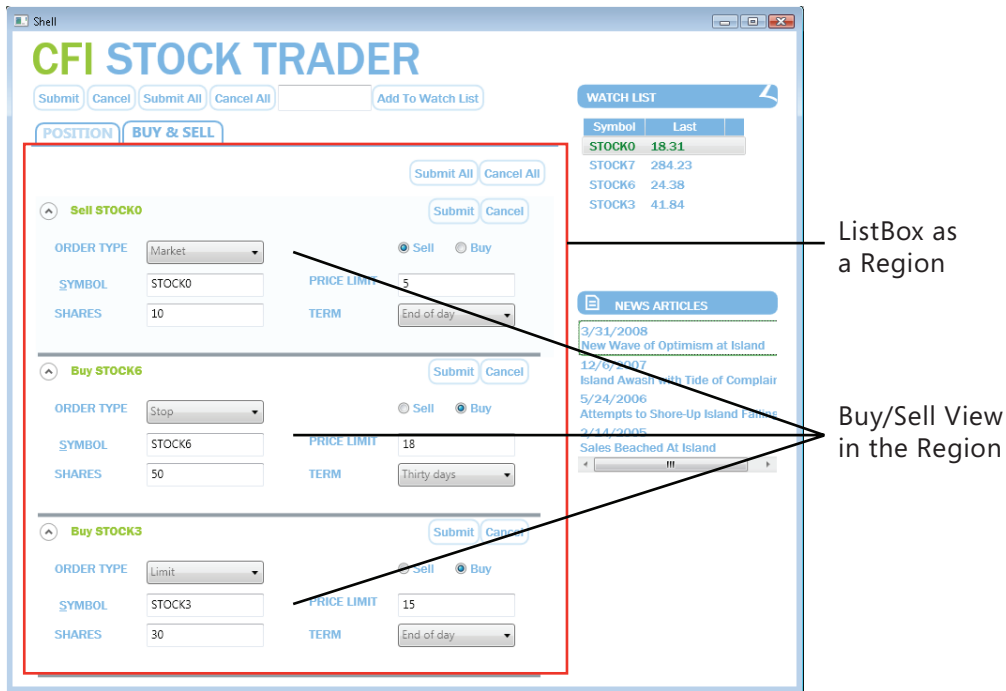 Shell
CFI STOCK TRADER
Submit Cancel Submit All Cancel All Add To Watch List
POSITION BUY & SELL
Submit All Cancel All
Sell STOCK0 Submit Cancel
ORDER TYPE Market Sell Buy
SYMBOL STOCK0 PRICE LIMIT 5
SHARES 10 TERM End of day
Buy STOCK6 Submit Cancel
ORDER TYPE Stop Sell Buy
SYMBOL STOCK6 PRICE LIMIT 18
SHARES 50 TERM Thirty days
Buy STOCK3 Submit Cancel
ORDER TYPE Limit Sell Buy
SYMBOL STOCK3 PRICE LIMIT 15
SHARES 30 TERM End of day
WATCH LIST
Symbol Last
STOCK0 18.31
STOCK7 284.23
STOCK6 24.38
STOCK3 41.84
NEWS ARTICLES
3/31/2008
New Wave of Optimism at Island
12/6/2007
Island Awash with Tide of Complain
5/24/2006
Attempts to Shore-Up Island
2/14/2005
Sales Beached At Island
ListBox as
a Region
Buy/Sell View
in the Region